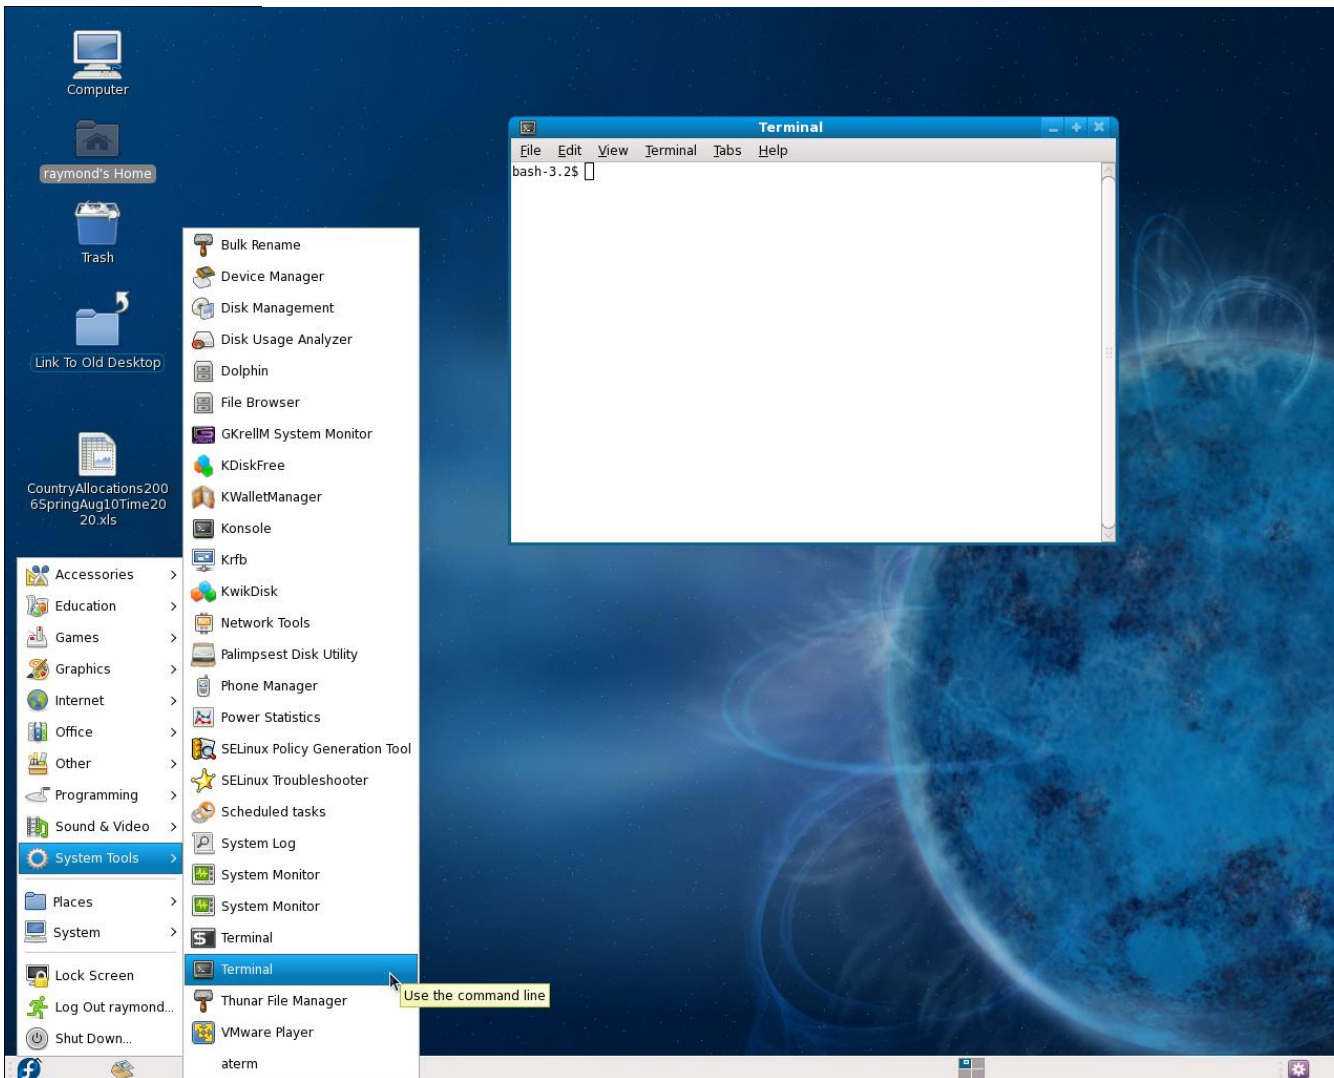 Computer
raymond's Home
Trash
Link To Old Desktop
CountryAllocations200
6SpringAug10Time20
20.xls
Terminal
File Edit View Terminal Tabs Help
bash-3.2$
Accessories
Education
Games
Graphics
Internet
Office
Other
Programming
Sound & Video
System Tools
Places
System
Lock Screen
Log Out raymond...
Shut Down...
Bulk Rename
Device Manager
Disk Management
Disk Usage Analyzer
Dolphin
File Browser
GKrellM System Monitor
KDiskFree
KWalletManager
Konsole
Krfb
KwikDisk
Network Tools
Palimpsest Disk Utility
Phone Manager
Power Statistics
SELinux Policy Generation Tool
SELinux Troubleshooter
Scheduled tasks
System Log
System Monitor
System Monitor
Terminal
Terminal
Thunar File Manager
VMware Player
aterm
Use the command line